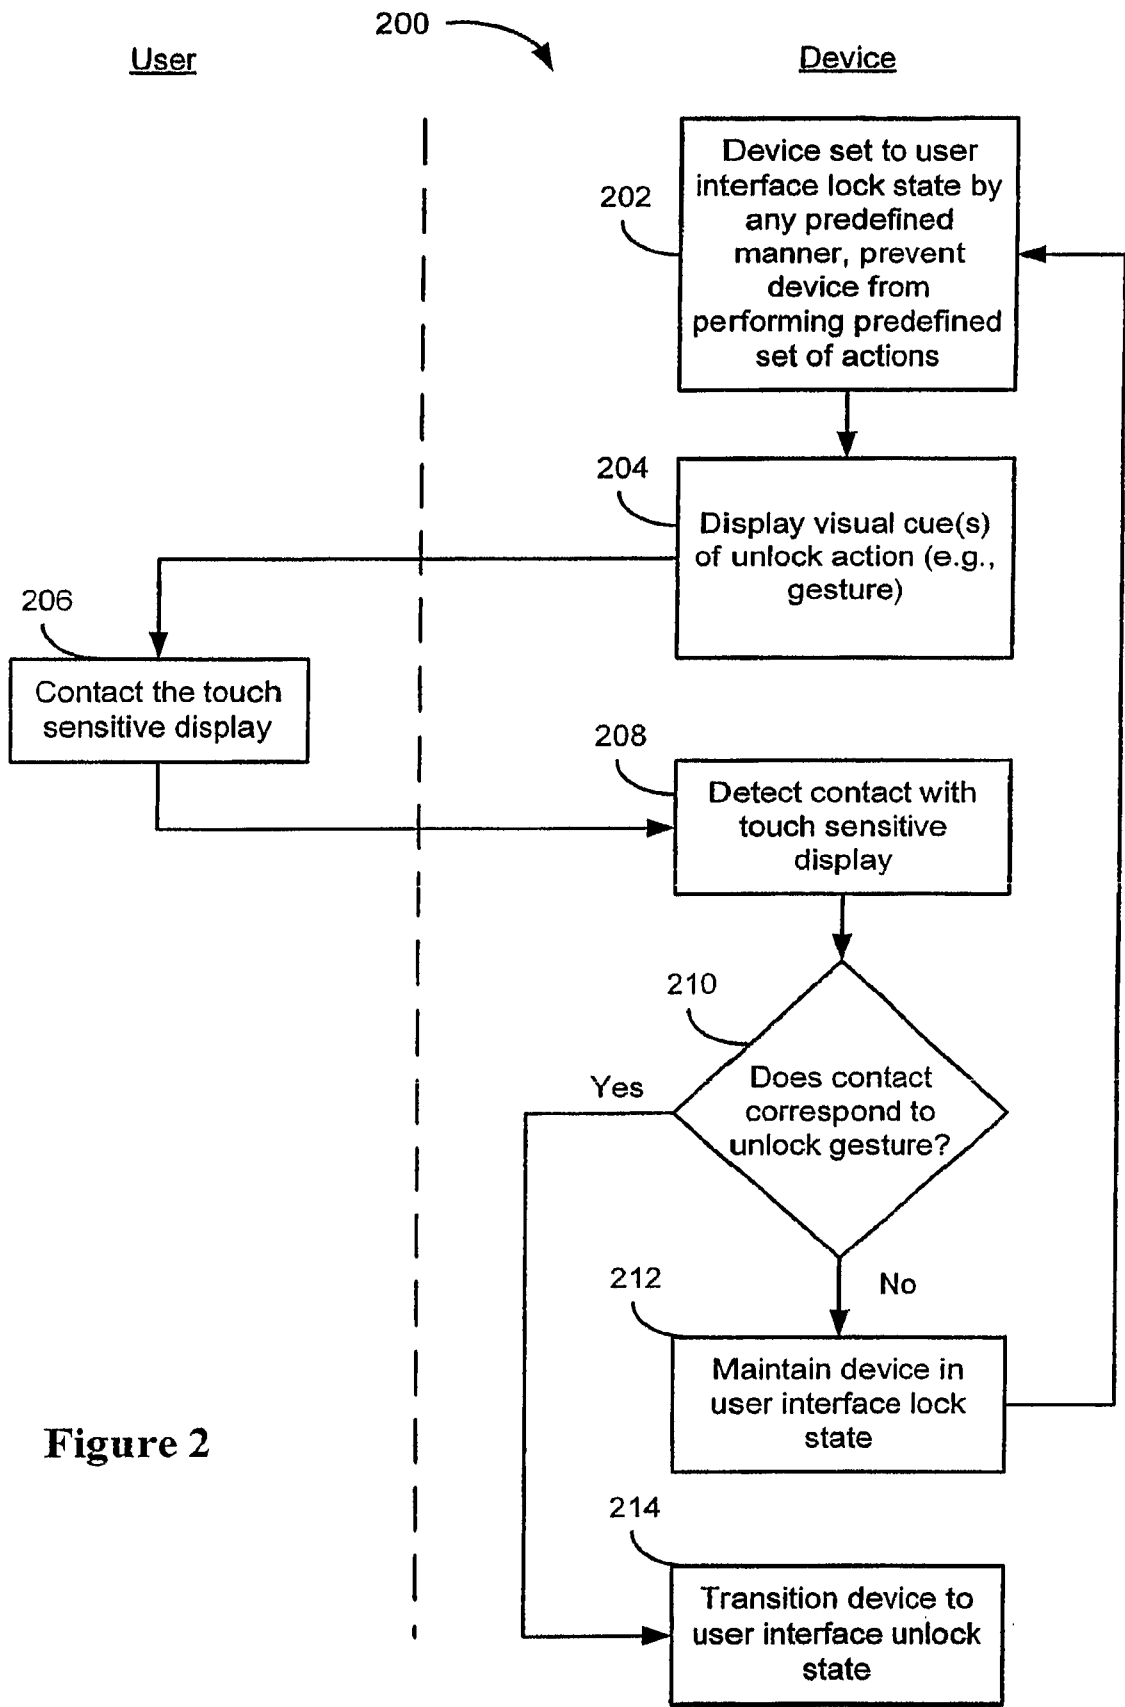 200
User
Device
202
Device set to user
interface lock state by
any predefined
manner, prevent
device from
performing predefined
set of actions
204
Display visual cue(s)
of unlock action (e.g.,
gesture)
206
Contact the touch
sensitive display
208
Detect contact with
touch sensitive
display
210
Does contact
correspond to
unlock gesture?
Yes
No
212
Maintain device in
user interface lock
state
214
Transition device to
user interface unlock
state
Figure 2